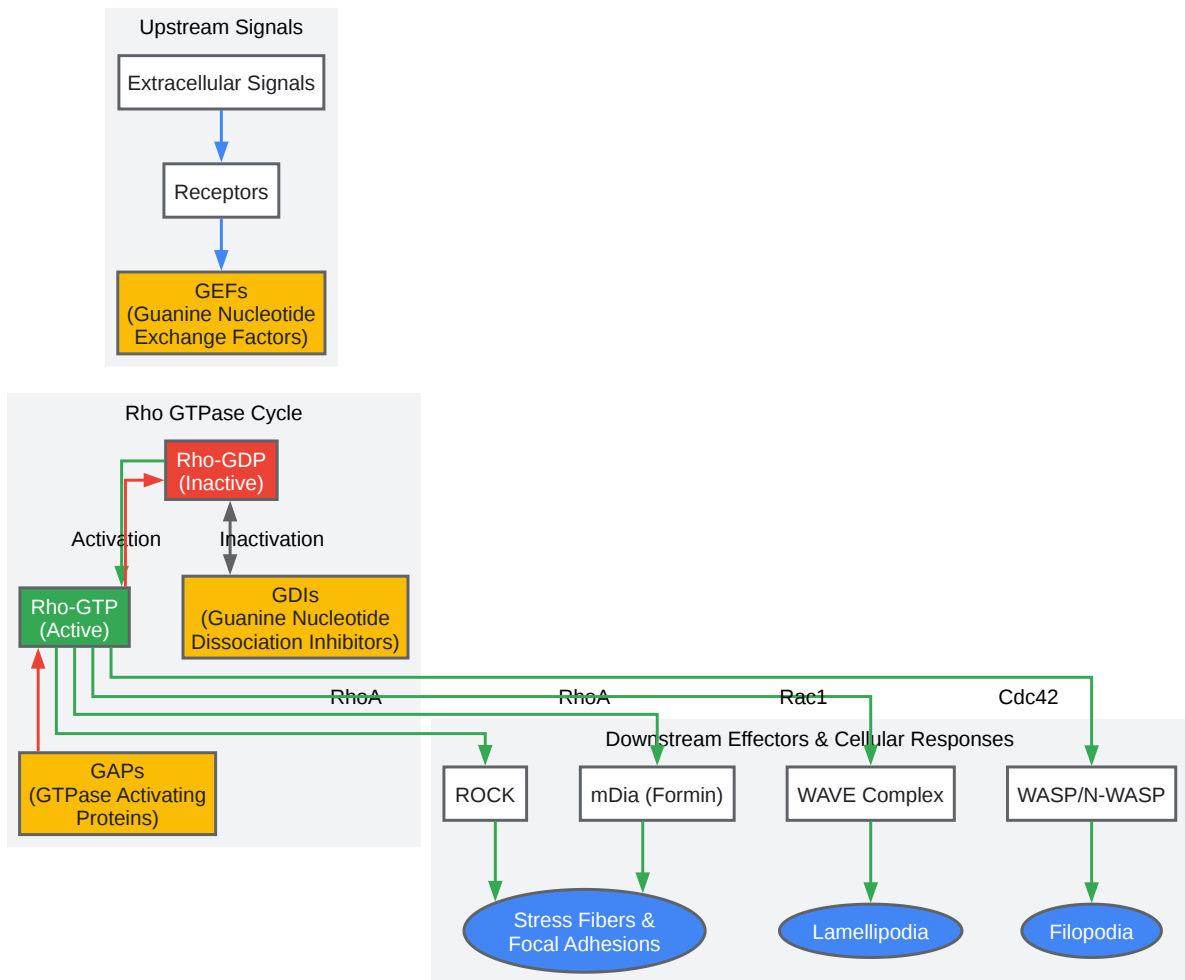 Upstream Signals
Extracellular Signals
Receptors
GEFs
(Guanine Nucleotide
Exchange Factors)
Rho GTPase Cycle
Rho-GDP
(Inactive)
Activation
Inactivation
Rho-GTP
(Active)
GDIs
(Guanine Nucleotide
Dissociation Inhibitors)
RhoA
RhoA
Rac1
Cdc42
GAPs
(GTPase Activating
Proteins)
Downstream Effectors & Cellular Responses
ROCK
mDia (Formin)
WAVE Complex
WASP/N-WASP
Stress Fibers &
Focal Adhesions
Lamellipodia
Filopodia